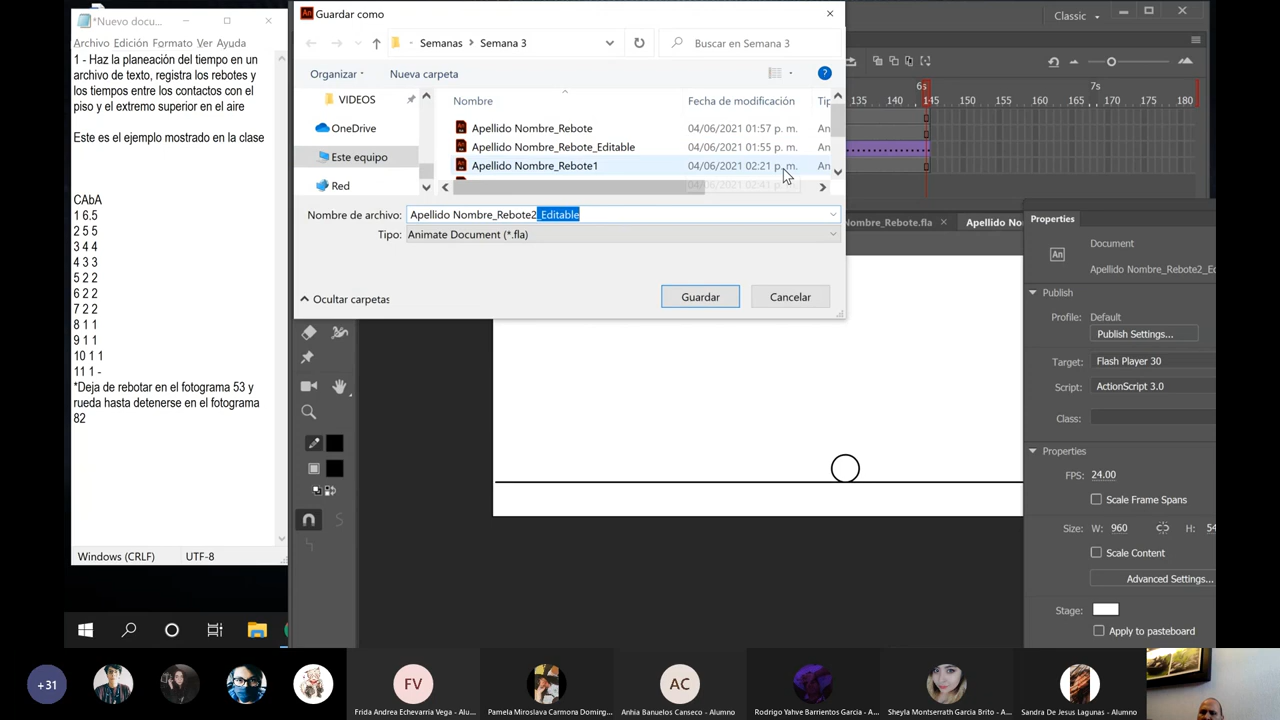 *Nuevo docu...
Archivo Edición Formato Ver Ayuda
1 - Haz la planeación del tiempo en un
archivo de texto, registra los rebotes y
los tiempos entre los contactos con el
piso y el extremo superior en el aire
Este es el ejemplo mostrado en la clase
CAbA
1 6.5
2 5 5
3 4 4
4 3 3
5 2 2
6 2 2
7 2 2
8 1 1
9 1 1
10 1 1
11 1 -
*Deja de rebotar en el fotograma 53 y
rueda hasta detenerse en el fotograma
82
Windows (CRLF) UTF-8
An Guardar como
Semanas Semana 3
Buscar en Semana 3
Organizar Nueva carpeta
VIDEOS
OneDrive
Este equipo
Red
Nombre Fecha de modificación Tip
Apellido Nombre_Rebote 04/06/2021 01:57 p. m. An
Apellido Nombre_Rebote_Editable 04/06/2021 01:55 p. m. An
Apellido Nombre_Rebote1 04/06/2021 02:21 p. m. An
Nombre de archivo: Apellido Nombre_Rebote2_Editable
Tipo: Animate Document (*.fla)
Ocultar carpetas
Guardar Cancelar
Classic
6s 7s
135 140 145 150 155 160 165 170 175 180
Nombre_Rebote.fla Apellido No
Properties
An Document
Apellido Nombre_Rebote2_Ed
Publish
Profile: Default
Publish Settings...
Target: Flash Player 30
Script: ActionScript 3.0
Class:
Properties
FPS: 24.00
Scale Frame Spans
Size: W: 960 H: 54
Scale Content
Advanced Settings...
Stage:
Apply to pasteboard
+31
FV
AC
Frida Andrea Echevarria Vega - Alu...
Pamela Miroslava Carmona Doming...
Anhia Banuelos Canseco - Alumno
Rodrigo Yahve Barrientos Garcia - A...
Sheyla Montserrath Garcia Brito - A...
Sandra De Jesus Lagunas - Alumno